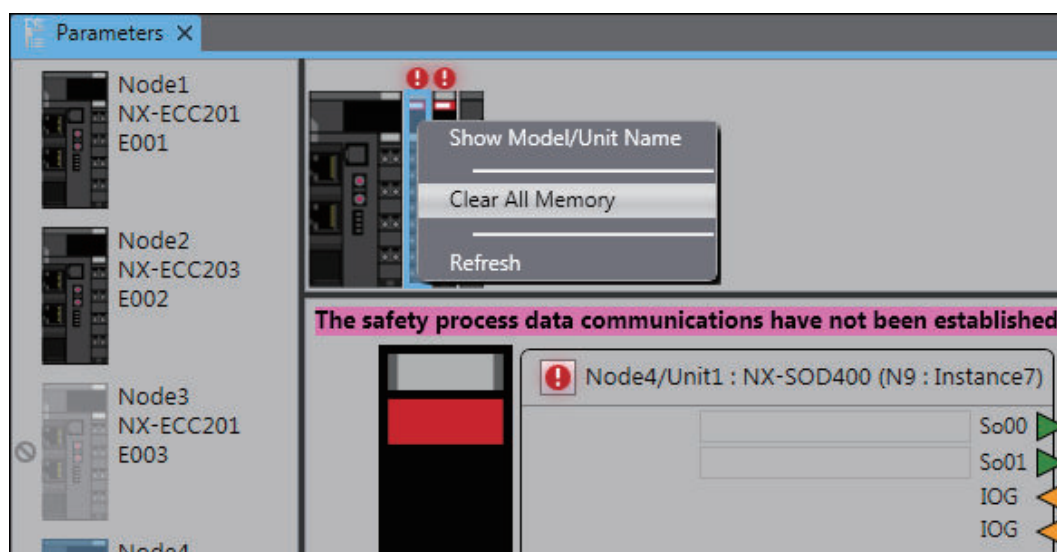 Parameters
Node1
NX-ECC201
E001
Node2
NX-ECC203
E002
Node3
NX-ECC201
E003
Node4
Show Model/Unit Name
Clear All Memory
Refresh
The safety process data communications have not been established
Node4/Unit1 : NX-SOD400 (N9 : Instance7)
So00
So01
IOG
IOG